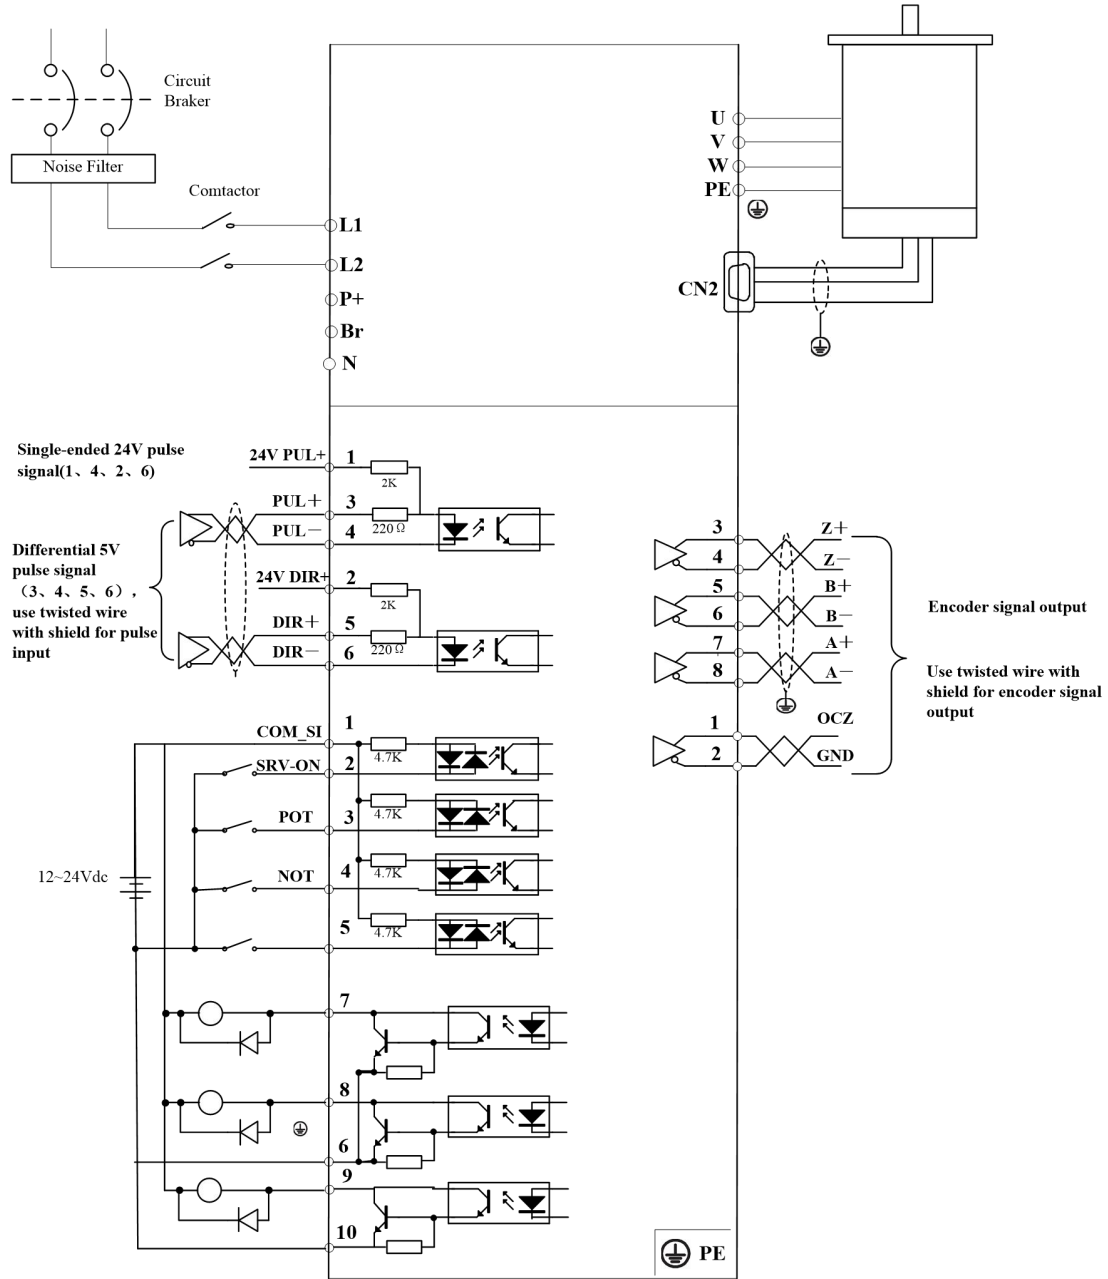 Circuit
Braker
Noise Filter
Comtactor
L1
L2
P+
Br
N
U
V
W
PE
CN2
Single-ended 24V pulse
signal(1、4、2、6)
24V PUL+
1
2K
PUL+
3
220Ω
PUL−
4
Differential 5V
pulse signal
（3、4、5、6）,
use twisted wire
with shield for pulse
input
24V DIR+
2
2K
DIR+
5
220Ω
DIR−
6
3
Z+
4
Z−
5
B+
6
B−
7
A+
8
A−
1
OCZ
2
GND
Encoder signal output
Use twisted wire with
shield for encoder signal
output
COM_SI
1
4.7K
SRV-ON
2
POT
3
4.7K
NOT
4
4.7K
5
4.7K
12~24Vdc
7
8
6
9
10
PE